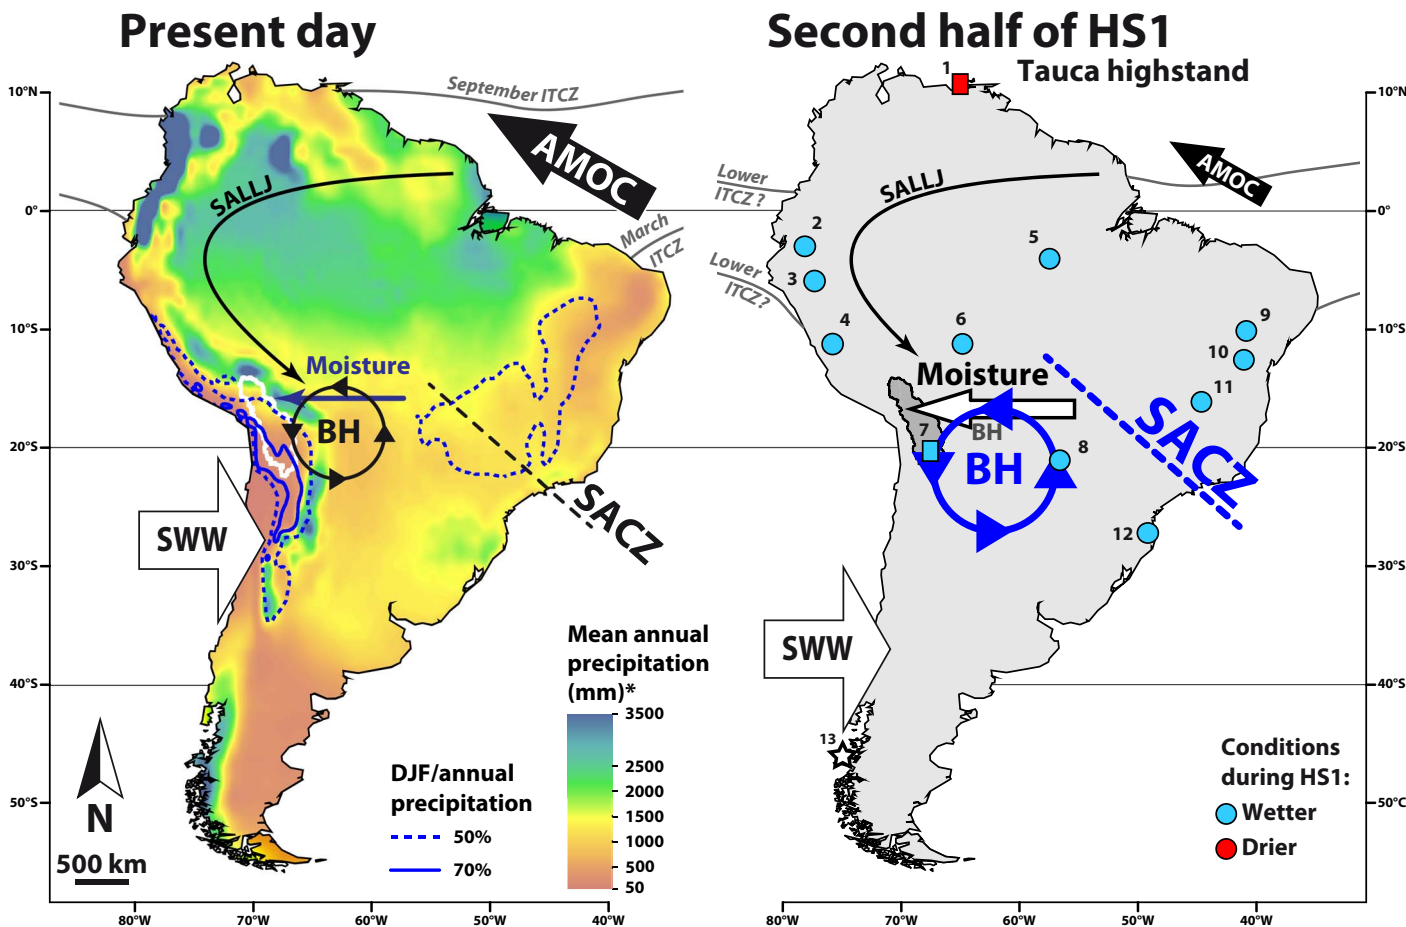 Present day
10°N
0°
10°S
20°S
30°S
40°S
50°S
September ITCZ
AMOC
SALLJ
March
ITCZ
Moisture
BH
SACZ
SWW
N
500 km
DJF/annual
precipitation
50%
70%
Mean annual
precipitation
(mm)*
3500
2500
2000
1500
1000
500
50
80°W
70°W
60°W
50°W
40°W
Second half of HS1
Tauca highstand
1
AMOC
Lower
ITCZ ?
SALLJ
2
5
Lower
ITCZ?
3
4
6
9
10
Moisture
11
BH
7
BH
8
SACZ
12
SWW
13
Conditions
during HS1:
Wetter
Drier
10°N
0°
10°S
20°S
30°S
40°S
50°S
80°W
70°W
60°W
50°W
40°W